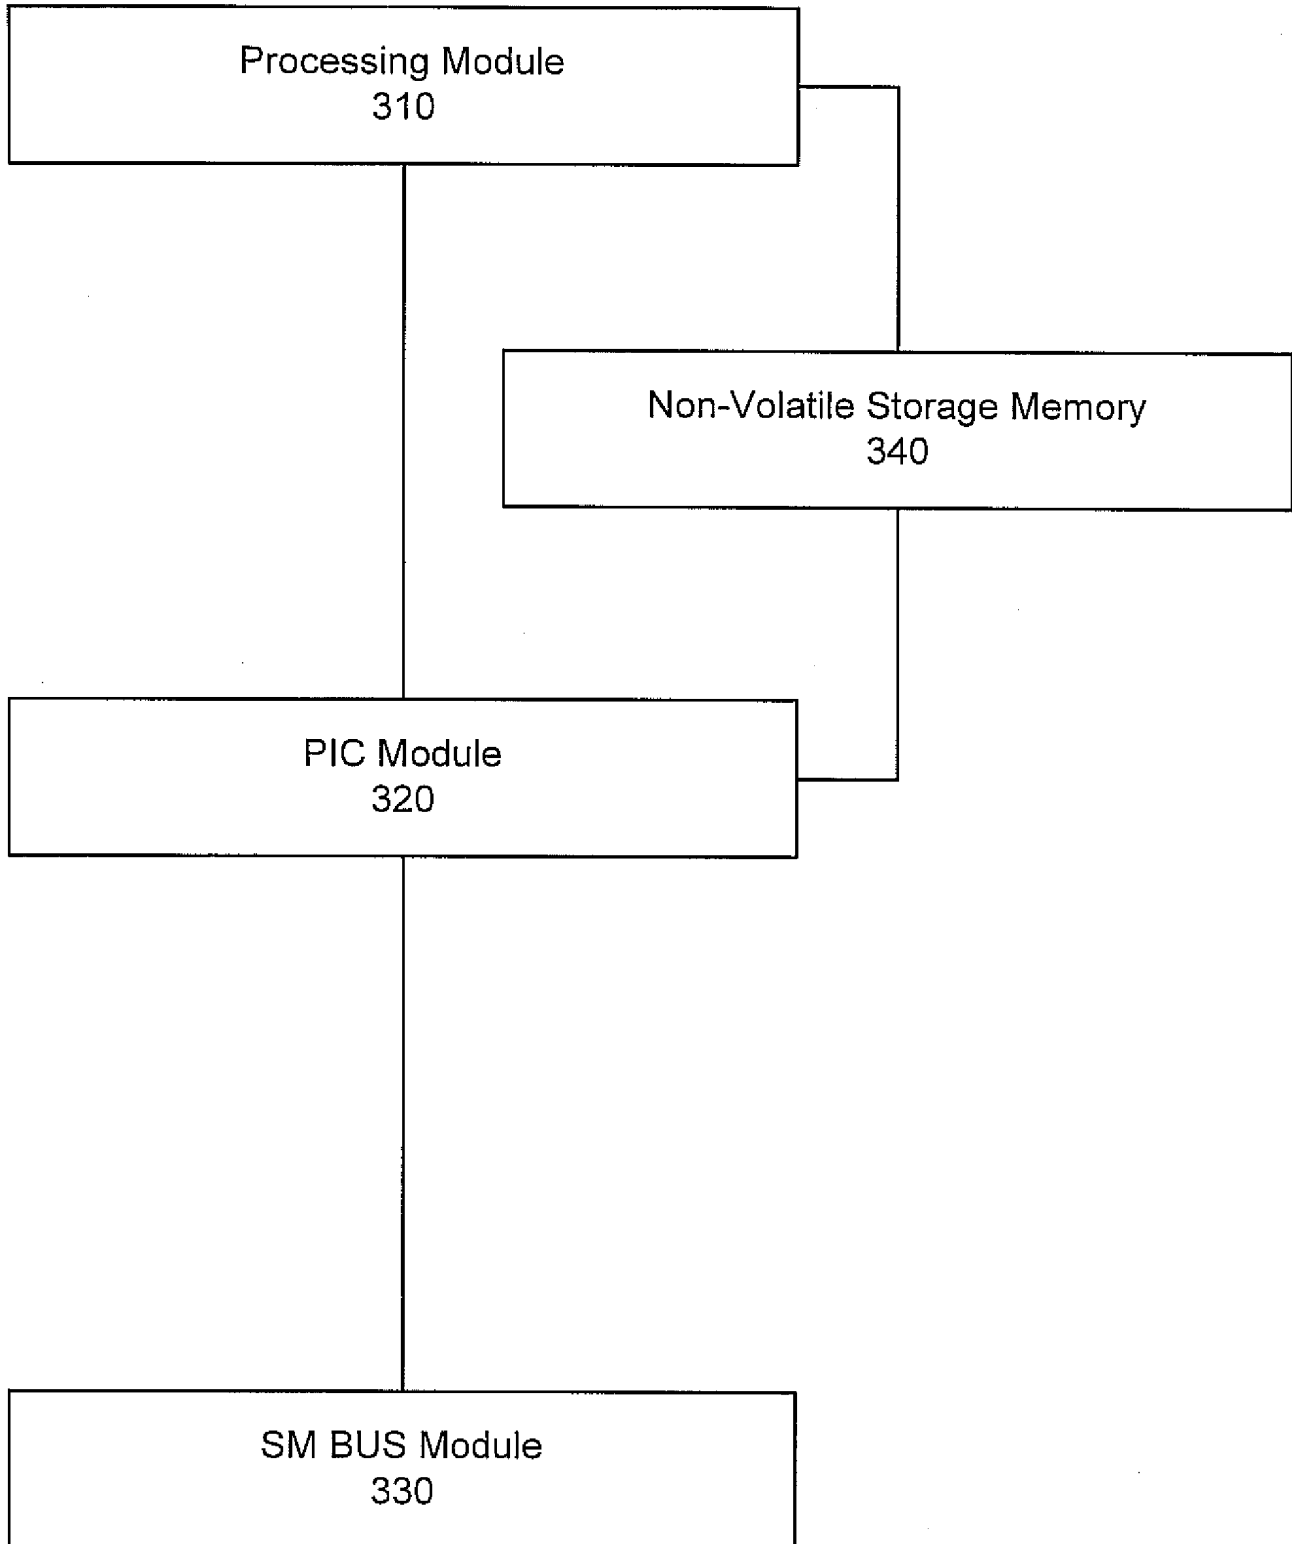 Processing Module
310
Non-Volatile Storage Memory
340
PIC Module
320
SM BUS Module
330